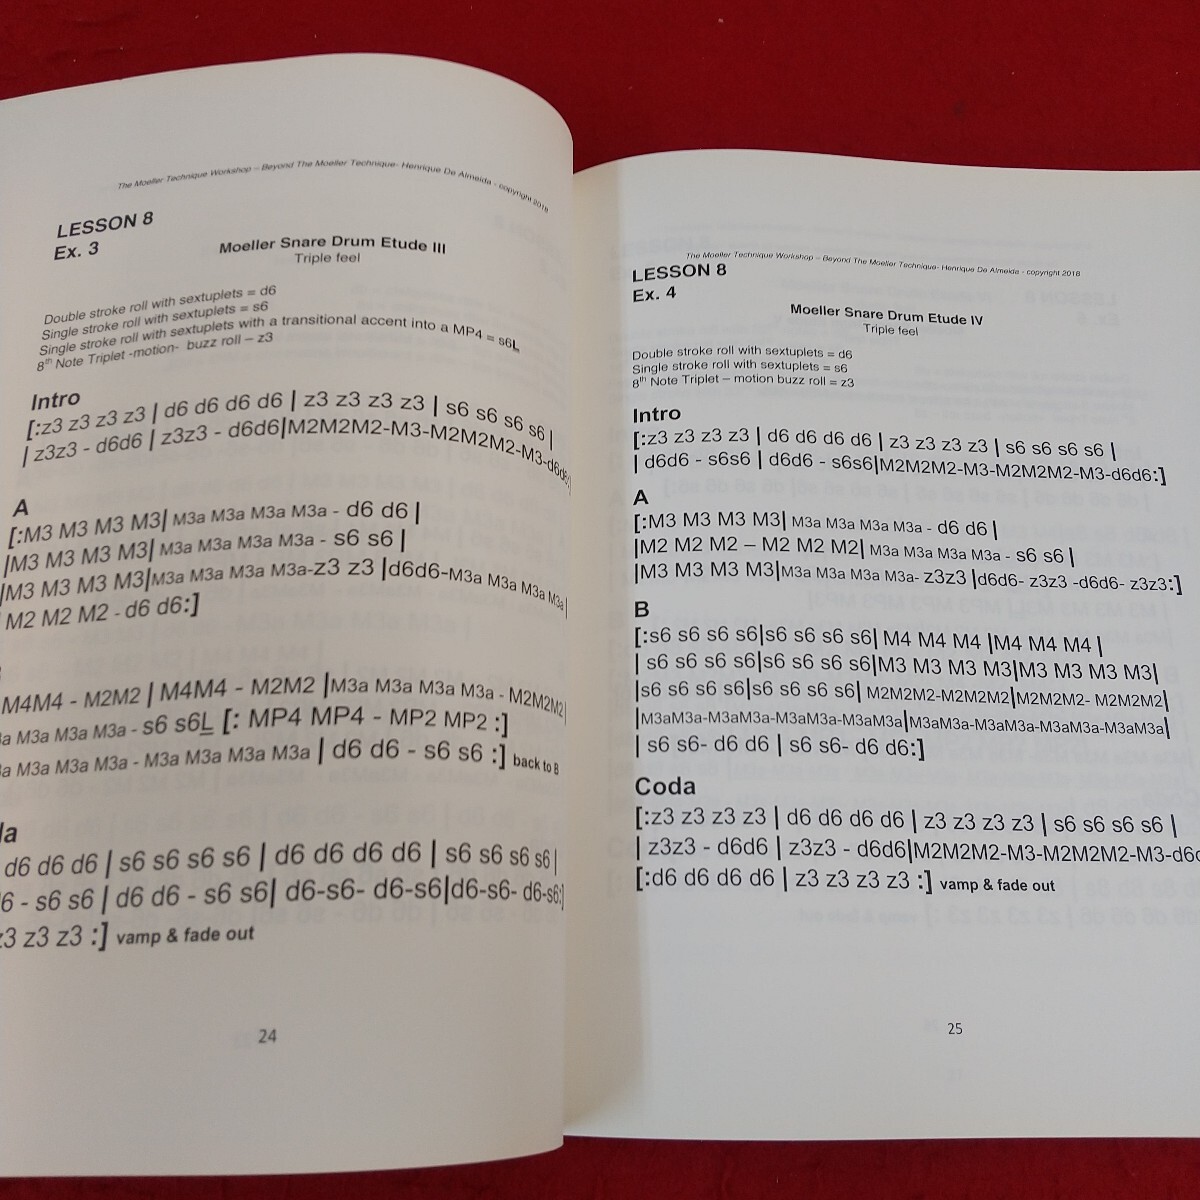 The Moeller Technique Workshop – Beyond The Moeller Technique- Henrique De Almeida - copyright 2018
LESSON 8
Ex. 3
Moeller Snare Drum Etude III
Triple feel
Double stroke roll with sextuplets = d6
Single stroke roll with sextuplets = s6
Single stroke roll with sextuplets with a transitional accent into a MP4 = s6L
8th Note Triplet -motion- buzz roll – z3
Intro
[:z3 z3 z3 z3 | d6 d6 d6 d6 | z3 z3 z3 z3 | s6 s6 s6 s6 |
| z3z3 - d6d6 | z3z3 - d6d6|M2M2M2-M3-M2M2M2-M3-d6d6:]
A
[:M3 M3 M3 M3| M3a M3a M3a M3a - d6 d6 |
|M3 M3 M3 M3| M3a M3a M3a M3a - s6 s6 |
|M3 M3 M3 M3|M3a M3a M3a M3a-z3 z3 |d6d6-M3a M3a M3a M3a|
M2 M2 M2 - d6 d6:]
M4M4 - M2M2 | M4M4 - M2M2 |M3a M3a M3a M3a - M2M2M2|
a M3a M3a M3a - s6 s6L [: MP4 MP4 - MP2 MP2 :]
a M3a M3a M3a - M3a M3a M3a M3a | d6 d6 - s6 s6 :] back to B
da
d6 d6 d6 | s6 s6 s6 s6 | d6 d6 d6 d6 | s6 s6 s6 s6 |
6 - s6 s6 | d6 d6 - s6 s6| d6-s6- d6-s6|d6-s6- d6-s6:]
z3 z3 z3 :] vamp & fade out
24
The Moeller Technique Workshop – Beyond The Moeller Technique- Henrique De Almeida - copyright 2018
LESSON 8
Ex. 4
Moeller Snare Drum Etude IV
Triple feel
Double stroke roll with sextuplets = d6
Single stroke roll with sextuplets = s6
8th Note Triplet – motion buzz roll = z3
Intro
[:z3 z3 z3 z3 | d6 d6 d6 d6 | z3 z3 z3 z3 | s6 s6 s6 s6 |
| d6d6 - s6s6 | d6d6 - s6s6|M2M2M2-M3-M2M2M2-M3-d6d6:]
A
[:M3 M3 M3 M3| M3a M3a M3a M3a - d6 d6 |
|M2 M2 M2 – M2 M2 M2| M3a M3a M3a M3a - s6 s6 |
|M3 M3 M3 M3|M3a M3a M3a M3a- z3z3 |d6d6- z3z3 -d6d6- z3z3:]
B
[:s6 s6 s6 s6|s6 s6 s6 s6| M4 M4 M4 |M4 M4 M4 |
| s6 s6 s6 s6|s6 s6 s6 s6|M3 M3 M3 M3|M3 M3 M3 M3|
|s6 s6 s6 s6|s6 s6 s6 s6| M2M2M2-M2M2M2|M2M2M2- M2M2M2|
|M3aM3a-M3aM3a-M3aM3a-M3aM3a|M3aM3a-M3aM3a-M3aM3a-M3aM3a|
| s6 s6- d6 d6 | s6 s6- d6 d6:]
Coda
[:z3 z3 z3 z3 | d6 d6 d6 d6 | z3 z3 z3 z3 | s6 s6 s6 s6 |
| z3z3 - d6d6 | z3z3 - d6d6|M2M2M2-M3-M2M2M2-M3-d6d
[:d6 d6 d6 d6 | z3 z3 z3 z3 :] vamp & fade out
25